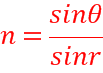 n = sinθ / sinr